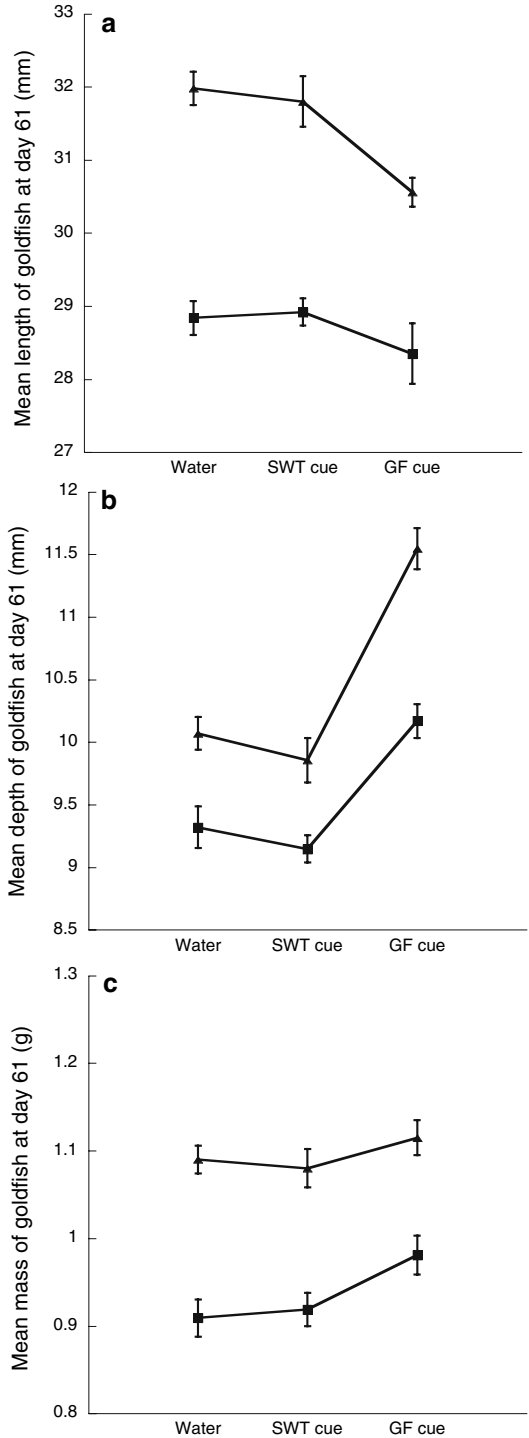 a
Mean length of goldfish at day 61 (mm)
33
32
31
30
29
28
27
Water SWT cue GF cue
b
Mean depth of goldfish at day 61 (mm)
12
11.5
11
10.5
10
9.5
9
8.5
Water SWT cue GF cue
c
Mean mass of goldfish at day 61 (g)
1.3
1.2
1.1
1
0.9
0.8
Water SWT cue GF cue